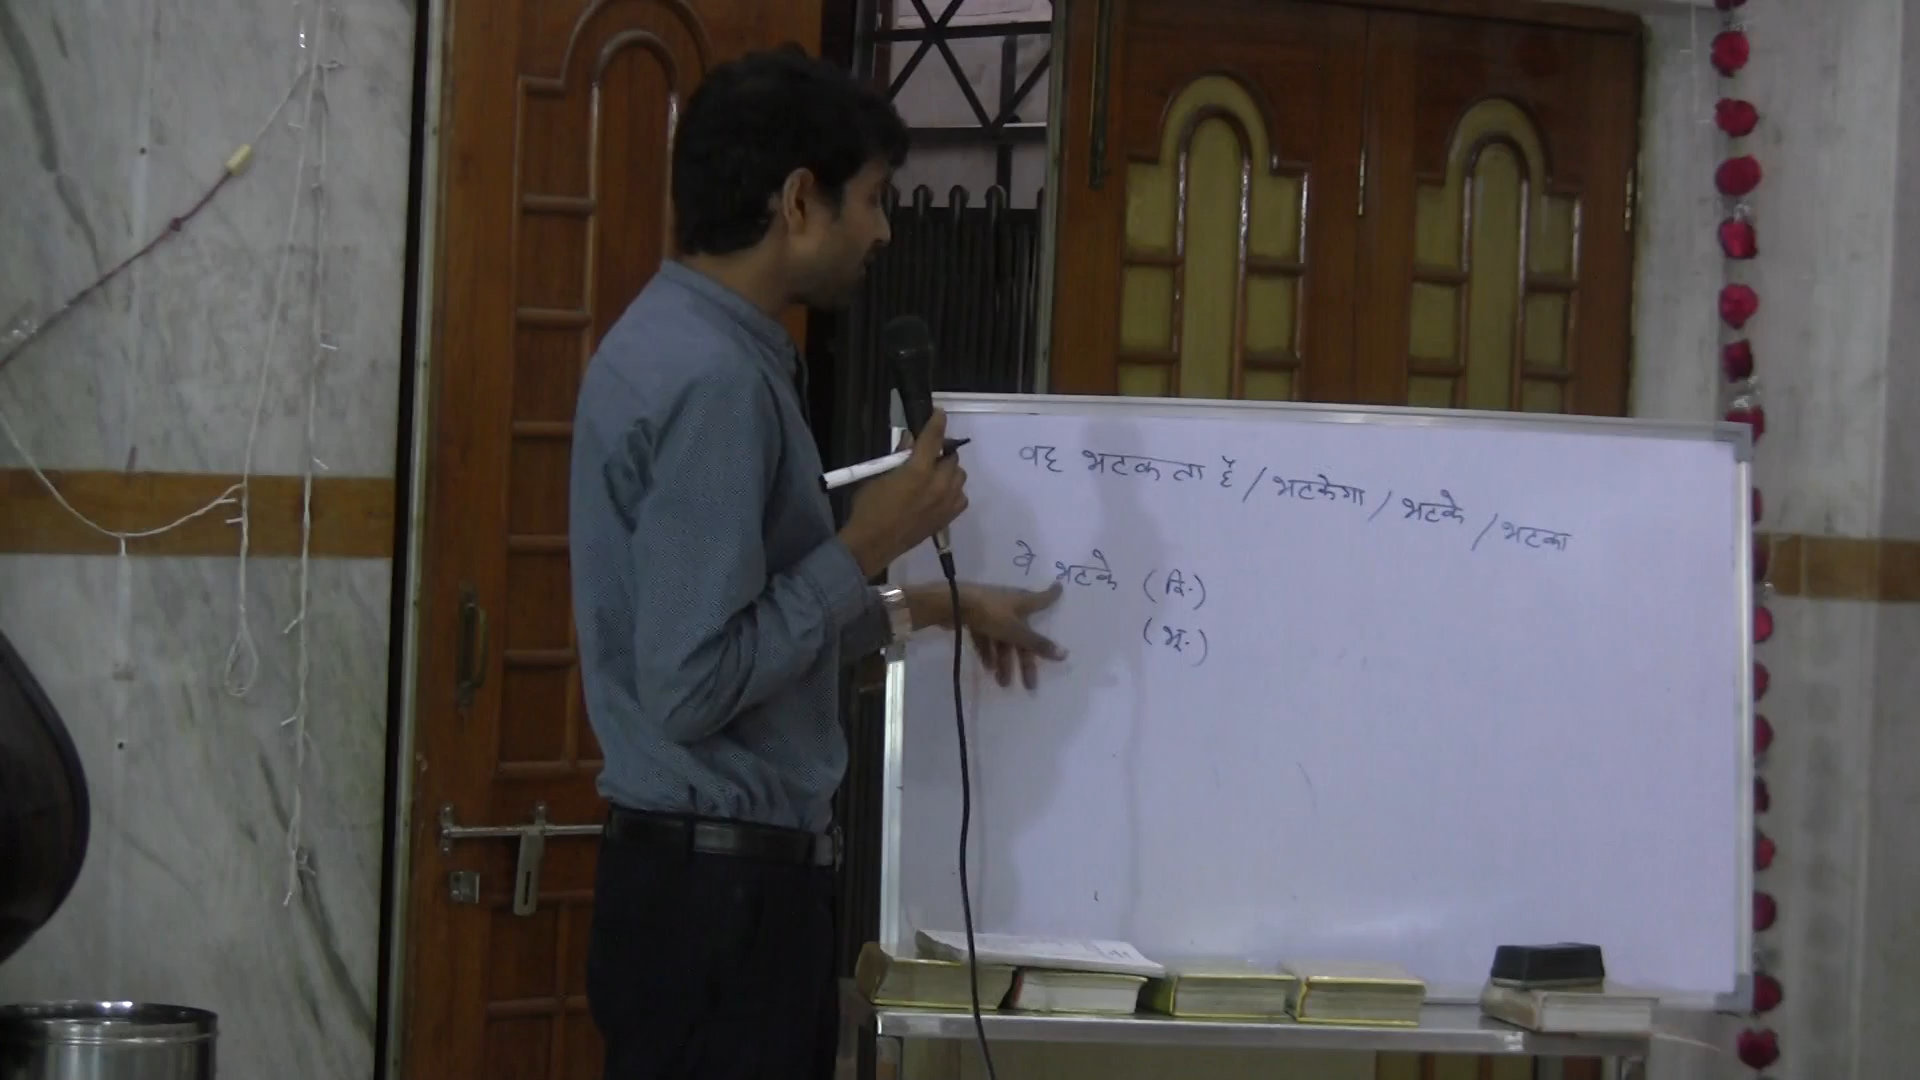 वह भटकता है / भटकेगा / भटके / भटका
वे भटके (वि.)
(भू.)